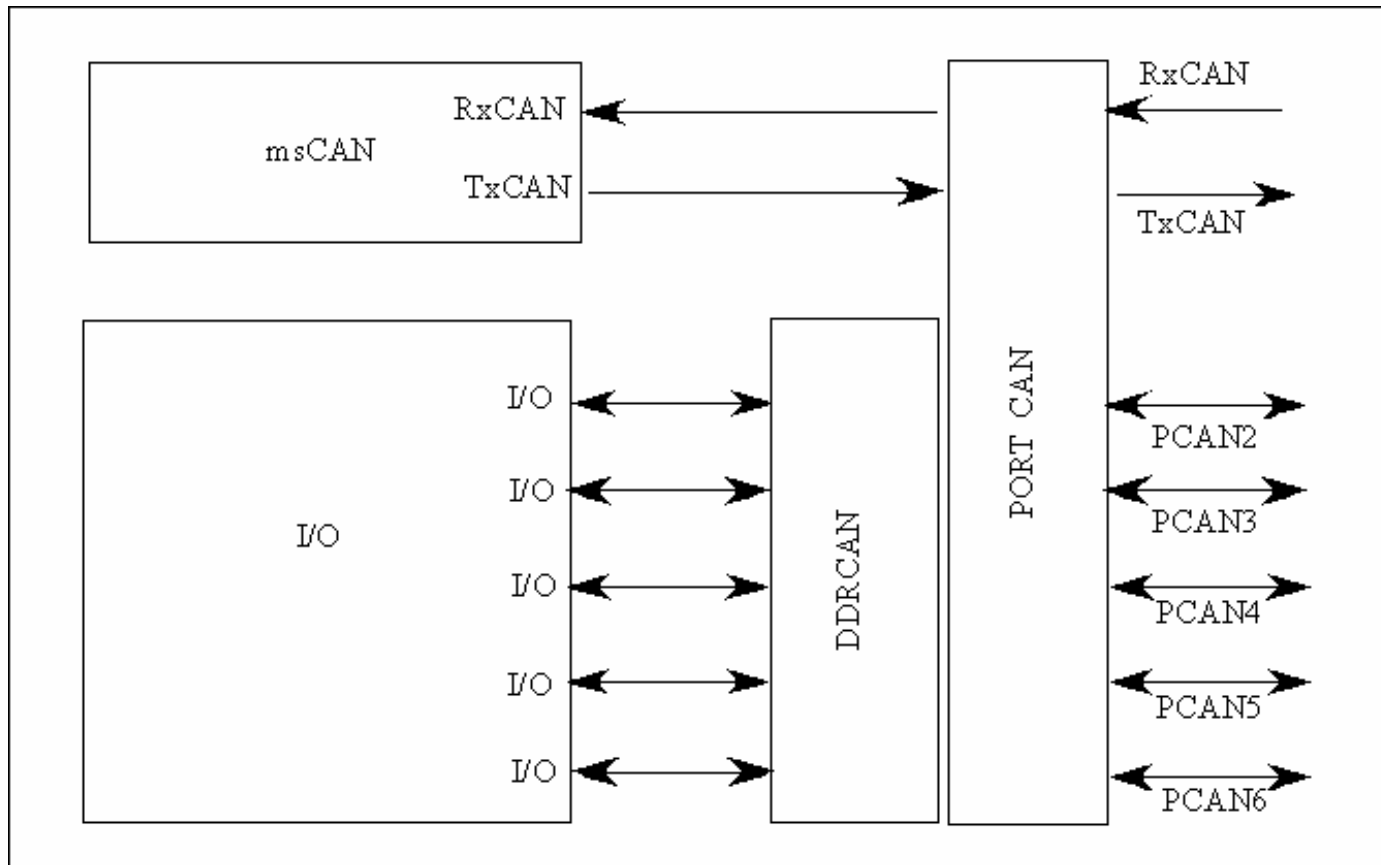 RxCAN
RxCAN
msCAN
TxCAN
TxCAN
I/O
PCAN2
I/O
PCAN3
I/O
I/O
PCAN4
I/O
PCAN5
I/O
PCAN6
DDRCAN
PORT CAN